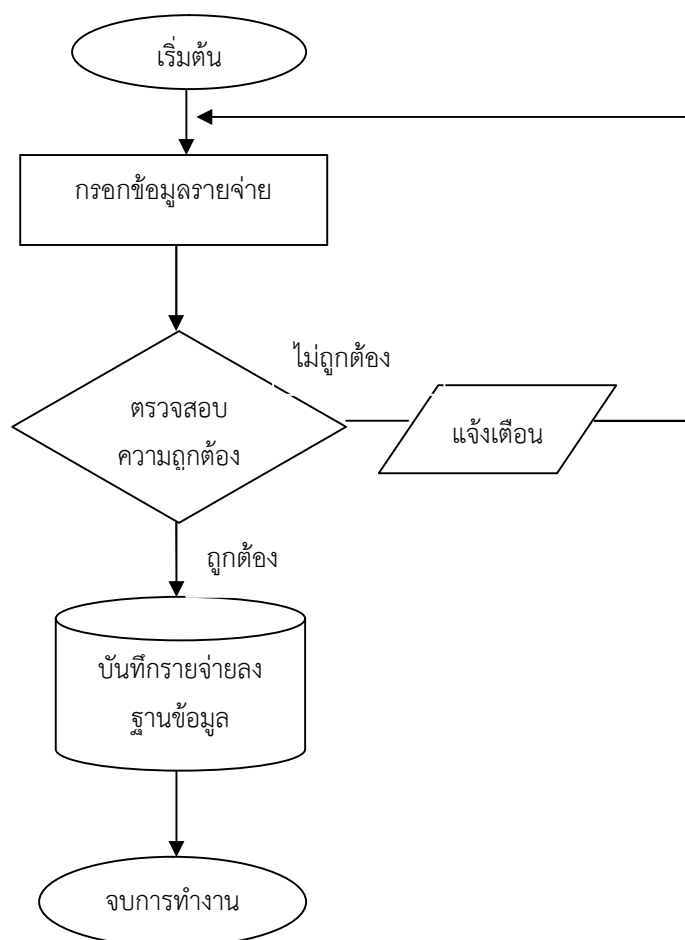 เริ่มต้น
กรอกข้อมูลรายจ่าย
ไม่ถูกต้อง
ตรวจสอบ
ความถูกต้อง
แจ้งเตือน
ถูกต้อง
บันทึกรายจ่ายลง
ฐานข้อมูล
จบการทำงาน